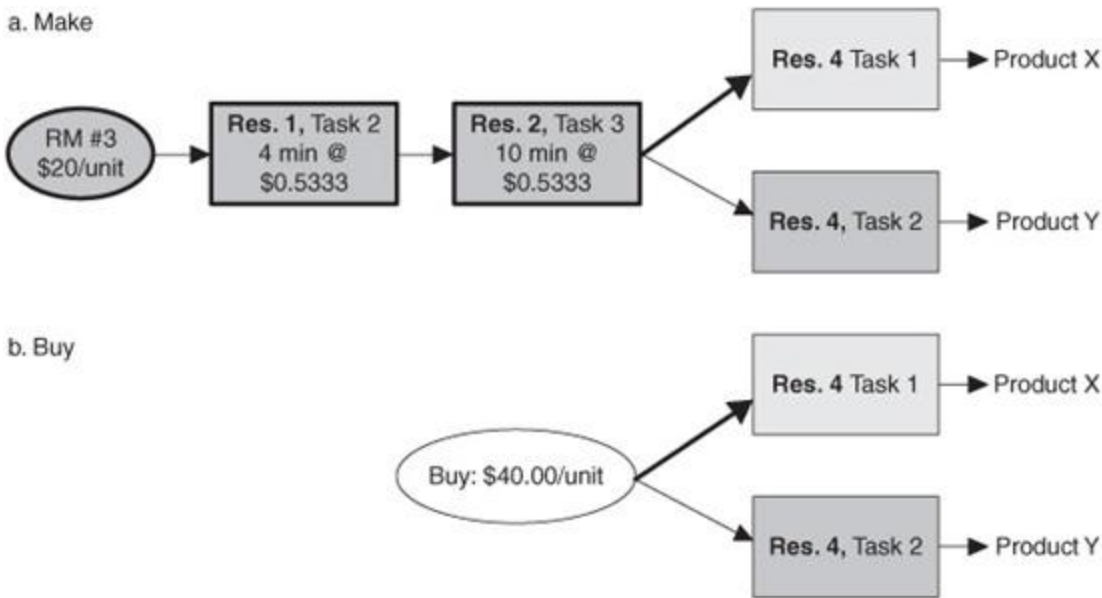 a. Make
RM #3
$20/unit
Res. 1, Task 2
4 min @
$0.5333
Res. 2, Task 3
10 min @
$0.5333
Res. 4 Task 1
Product X
Res. 4, Task 2
Product Y
b. Buy
Buy: $40.00/unit
Res. 4 Task 1
Product X
Res. 4, Task 2
Product Y